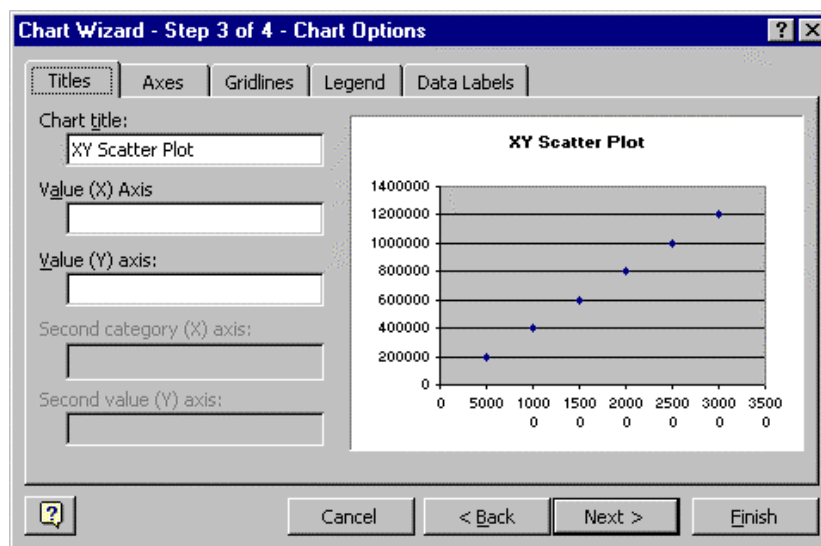 Chart Wizard - Step 3 of 4 - Chart Options
Titles Axes Gridlines Legend Data Labels
Chart title:
XY Scatter Plot
Value (X) Axis
Value (Y) axis:
Second category (X) axis:
Second value (Y) axis:
XY Scatter Plot
1400000
1200000
1000000
800000
600000
400000
200000
0
0 5000 1000 1500 2000 2500 3000 3500
0 0 0 0 0 0
Cancel < Back Next > Finish